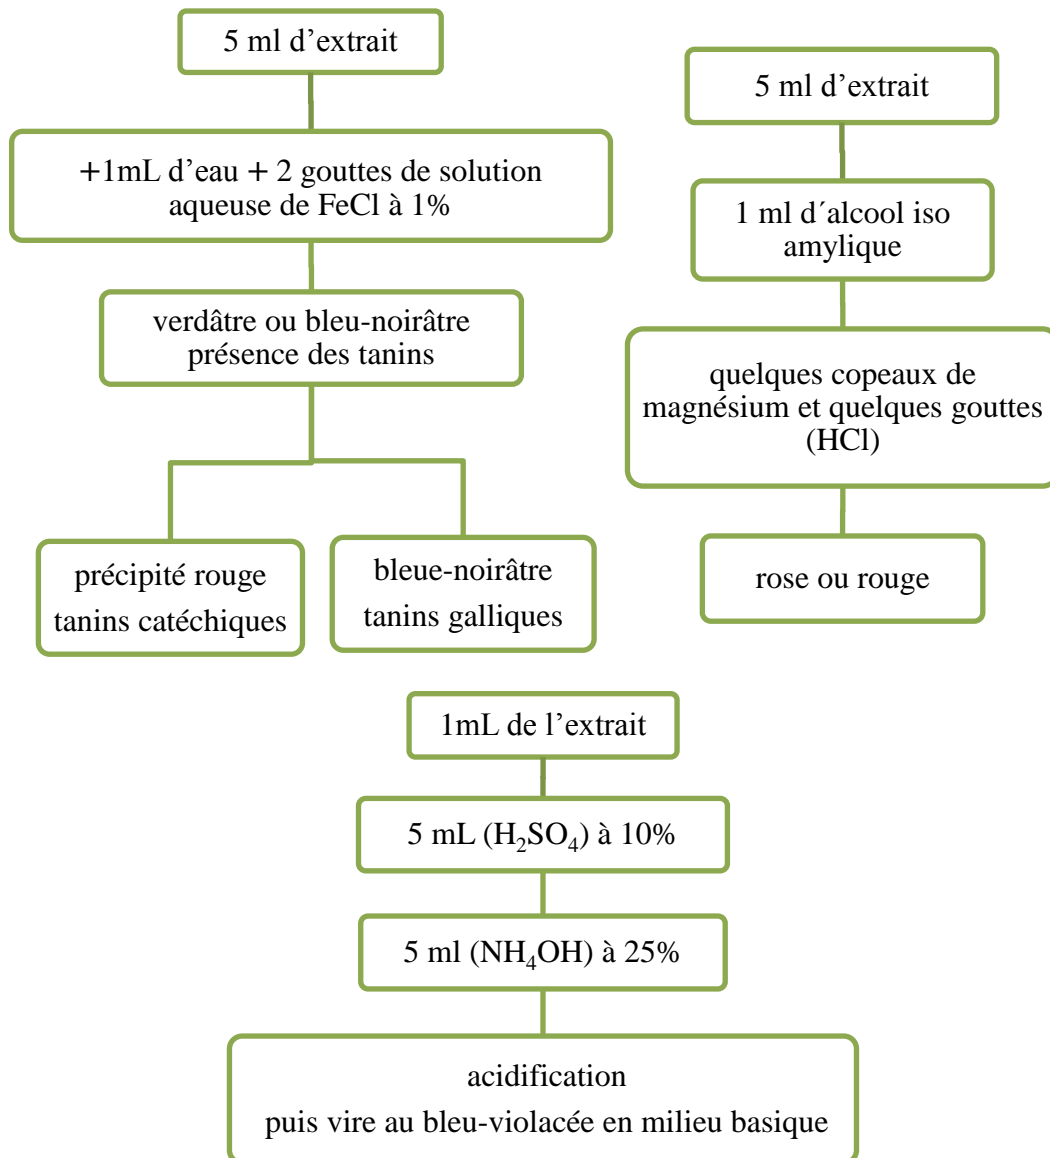 5 ml d’extrait
+1mL d’eau + 2 gouttes de solution
aqueuse de FeCl à 1%
verdâtre ou bleu-noirâtre
présence des tanins
précipité rouge
tanins catéchiques
bleue-noirâtre
tanins galliques
5 ml d’extrait
1 ml d´alcool iso
amylique
quelques copeaux de
magnésium et quelques gouttes
(HCl)
rose ou rouge
1mL de l’extrait
5 mL (H₂SO₄) à 10%
5 ml (NH₄OH) à 25%
acidification
puis vire au bleu-violacée en milieu basique